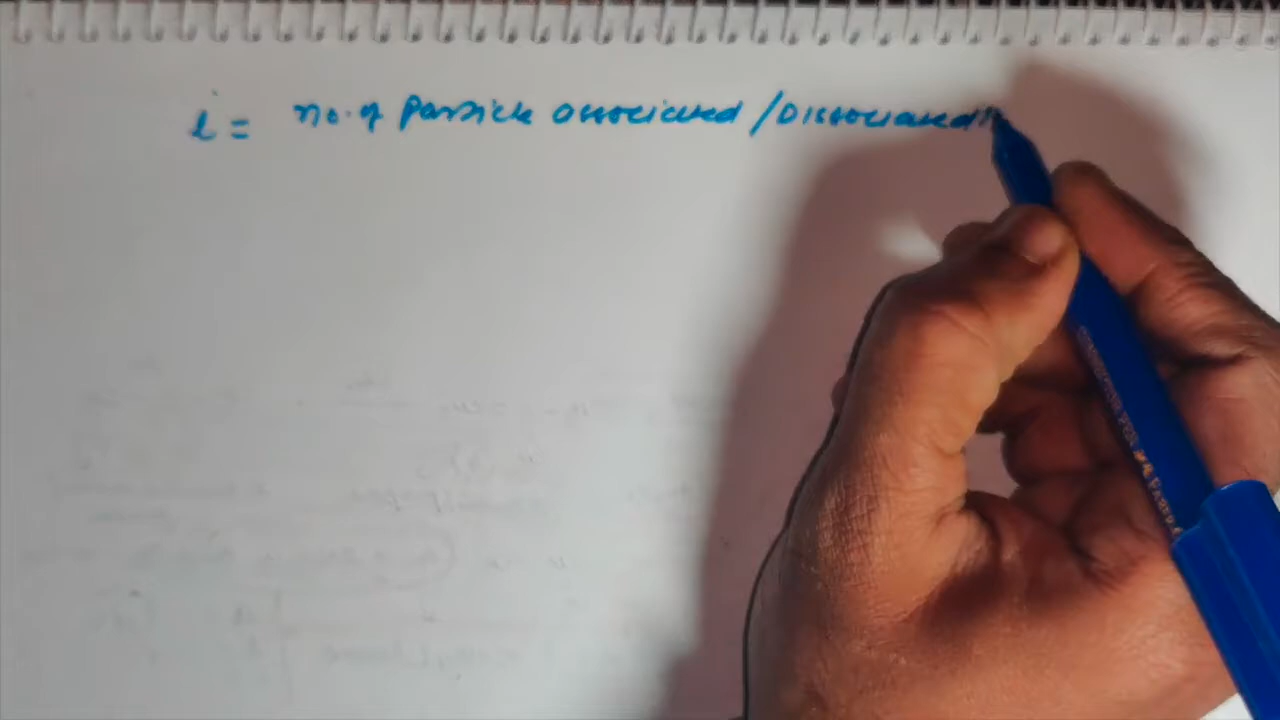 i = no. of Particle associated / Dissociated